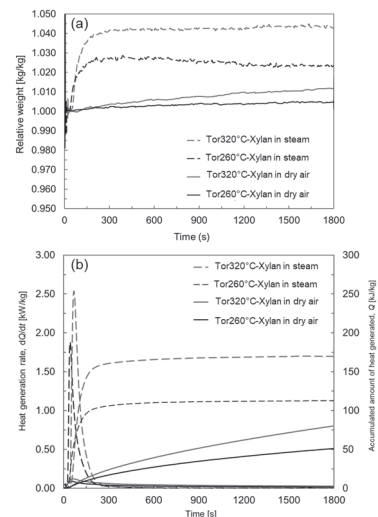 (a)
Relative weight [kg/kg]
1.050
1.040
1.030
1.020
1.010
1.000
0.990
0.980
0.970
0.960
0.950
Tor320°C-Xylan in steam
Tor260°C-Xylan in steam
Tor320°C-Xylan in dry air
Tor260°C-Xylan in dry air
0 300 600 900 1200 1500 1800
Time (s)
(b)
Heat generation rate, dQ/dt [kW/kg]
3.00
2.50
2.00
1.50
1.00
0.50
0.00
Tor320°C-Xylan in steam
Tor260°C-Xylan in steam
Tor320°C-Xylan in dry air
Tor260°C-Xylan in dry air
300
250
200
150
100
50
0
Accumulated amount of heat generated, Q [kJ/kg]
0 300 600 900 1200 1500 1800
Time [s]